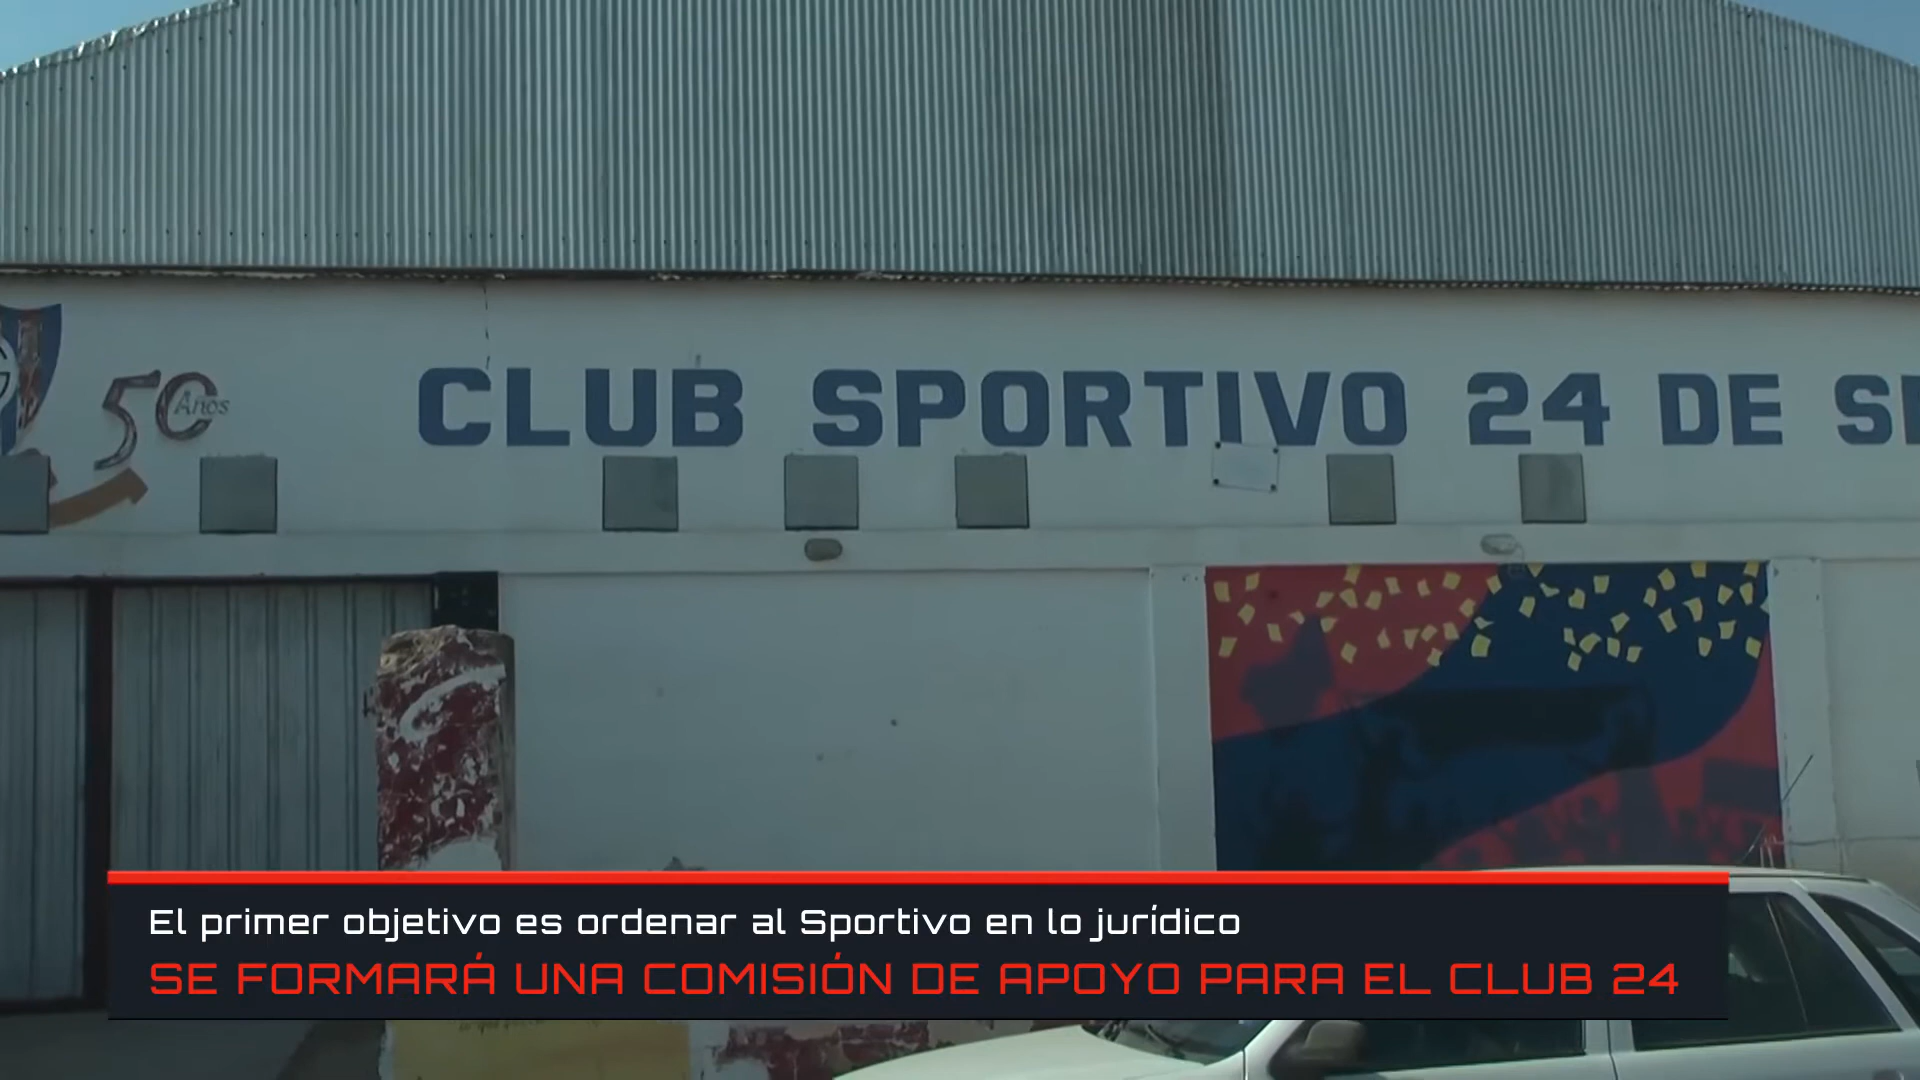 50
Años
CLUB SPORTIVO 24 DE SE
El primer objetivo es ordenar al Sportivo en lo jurídico
SE FORMARÁ UNA COMISIÓN DE APOYO PARA EL CLUB 24